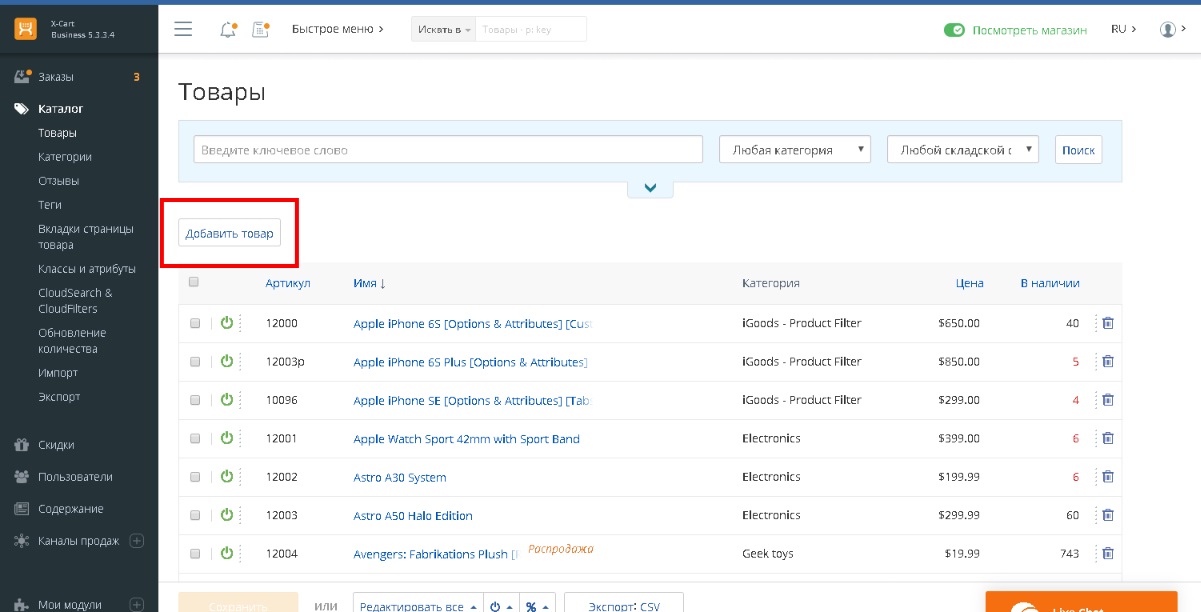 X-Cart
Business 5.3.3.4
Быстрое меню
Искать в
Товары
Посмотреть магазин
RU
Заказы 3
Каталог
Товары
Категории
Отзывы
Теги
Вкладки страницы
товара
Классы и атрибуты
CloudSearch &
CloudFilters
Обновление
количества
Импорт
Экспорт
Скидки
Пользователи
Содержание
Каналы продаж
Мои модули
Товары
Введите ключевое слово
Любая категория
Любой складской с
Поиск
Добавить товар
Артикул Имя ↓ Категория Цена В наличии
12000 Apple iPhone 6S [Options & Attributes] [Cust iGoods - Product Filter $650.00 40
12003p Apple iPhone 6S Plus [Options & Attributes] iGoods - Product Filter $850.00 5
10096 Apple iPhone SE [Options & Attributes] [Tab iGoods - Product Filter $299.00 4
12001 Apple Watch Sport 42mm with Sport Band Electronics $399.00 6
12002 Astro A30 System Electronics $199.99 6
12003 Astro A50 Halo Edition Electronics $299.99 60
12004 Avengers: Fabrikations Plush [ Распродажа Geek toys $19.99 743
Сохранить или Редактировать все % Экспорт: CSV
Live Chat